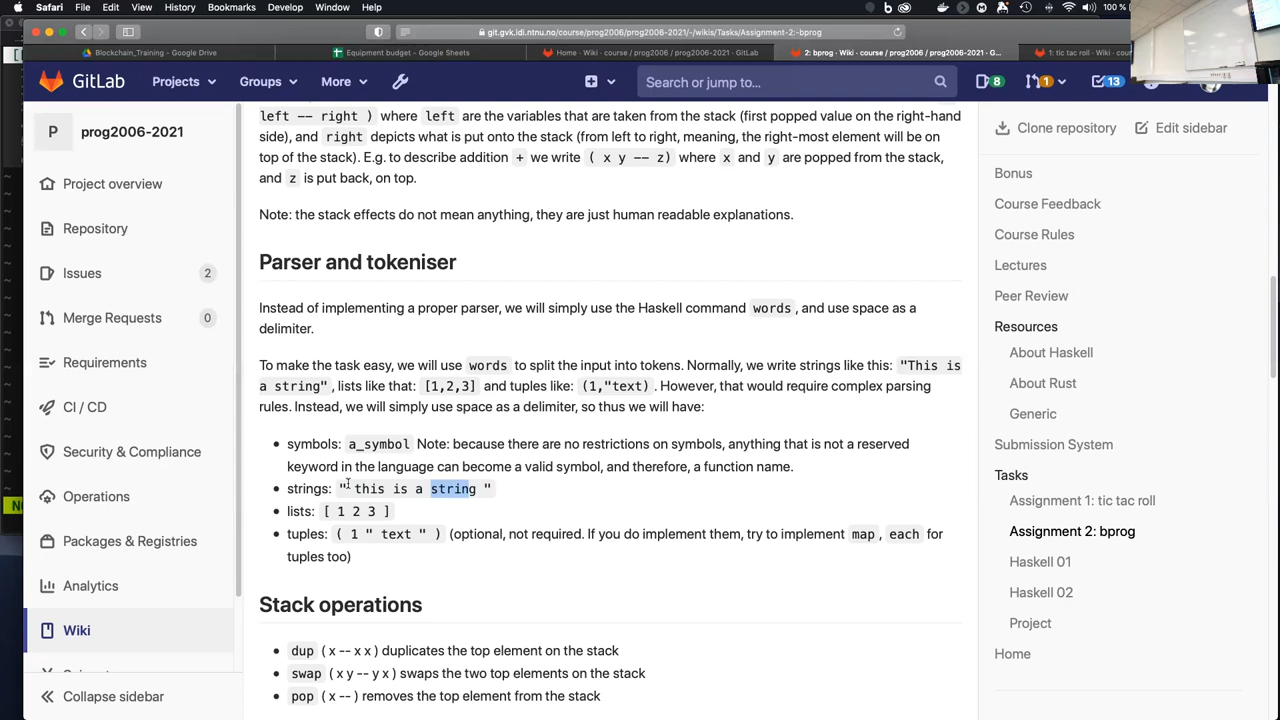 Safari File Edit View History Bookmarks Develop Window Help 100 %
git.gvk.idi.ntnu.no/course/prog2006/prog2006-2021/-/wikis/Tasks/Assignment-2:-bprog
Blockchain_Training – Google Drive Equipment budget – Google Sheets Home · Wiki · course / prog2006 / prog2006-2021 · GitLab 2: bprog · Wiki · course / prog2006 / prog2006-2021 · G... 1: tic tac roll · Wiki · cou
GitLab Projects Groups More Search or jump to... 8 1 13
P prog2006-2021
Project overview
Repository
Issues 2
Merge Requests 0
Requirements
CI / CD
Security & Compliance
Operations
Packages & Registries
Analytics
Wiki
Collapse sidebar
left -- right ) where left are the variables that are taken from the stack (first popped value on the right-hand
side), and right depicts what is put onto the stack (from left to right, meaning, the right-most element will be on
top of the stack). E.g. to describe addition + we write ( x y -- z) where x and y are popped from the stack,
and z is put back, on top.
Note: the stack effects do not mean anything, they are just human readable explanations.
Parser and tokeniser
Instead of implementing a proper parser, we will simply use the Haskell command words , and use space as a
delimiter.
To make the task easy, we will use words to split the input into tokens. Normally, we write strings like this: "This is
a string" , lists like that: [1,2,3] and tuples like: (1,"text) . However, that would require complex parsing
rules. Instead, we will simply use space as a delimiter, so thus we will have:
symbols: a_symbol Note: because there are no restrictions on symbols, anything that is not a reserved
keyword in the language can become a valid symbol, and therefore, a function name.
strings: " this is a string "
lists: [ 1 2 3 ]
tuples: ( 1 " text " ) (optional, not required. If you do implement them, try to implement map , each for
tuples too)
Stack operations
dup ( x -- x x ) duplicates the top element on the stack
swap ( x y -- y x ) swaps the two top elements on the stack
pop ( x -- ) removes the top element from the stack
Clone repository Edit sidebar
Bonus
Course Feedback
Course Rules
Lectures
Peer Review
Resources
About Haskell
About Rust
Generic
Submission System
Tasks
Assignment 1: tic tac roll
Assignment 2: bprog
Haskell 01
Haskell 02
Project
Home